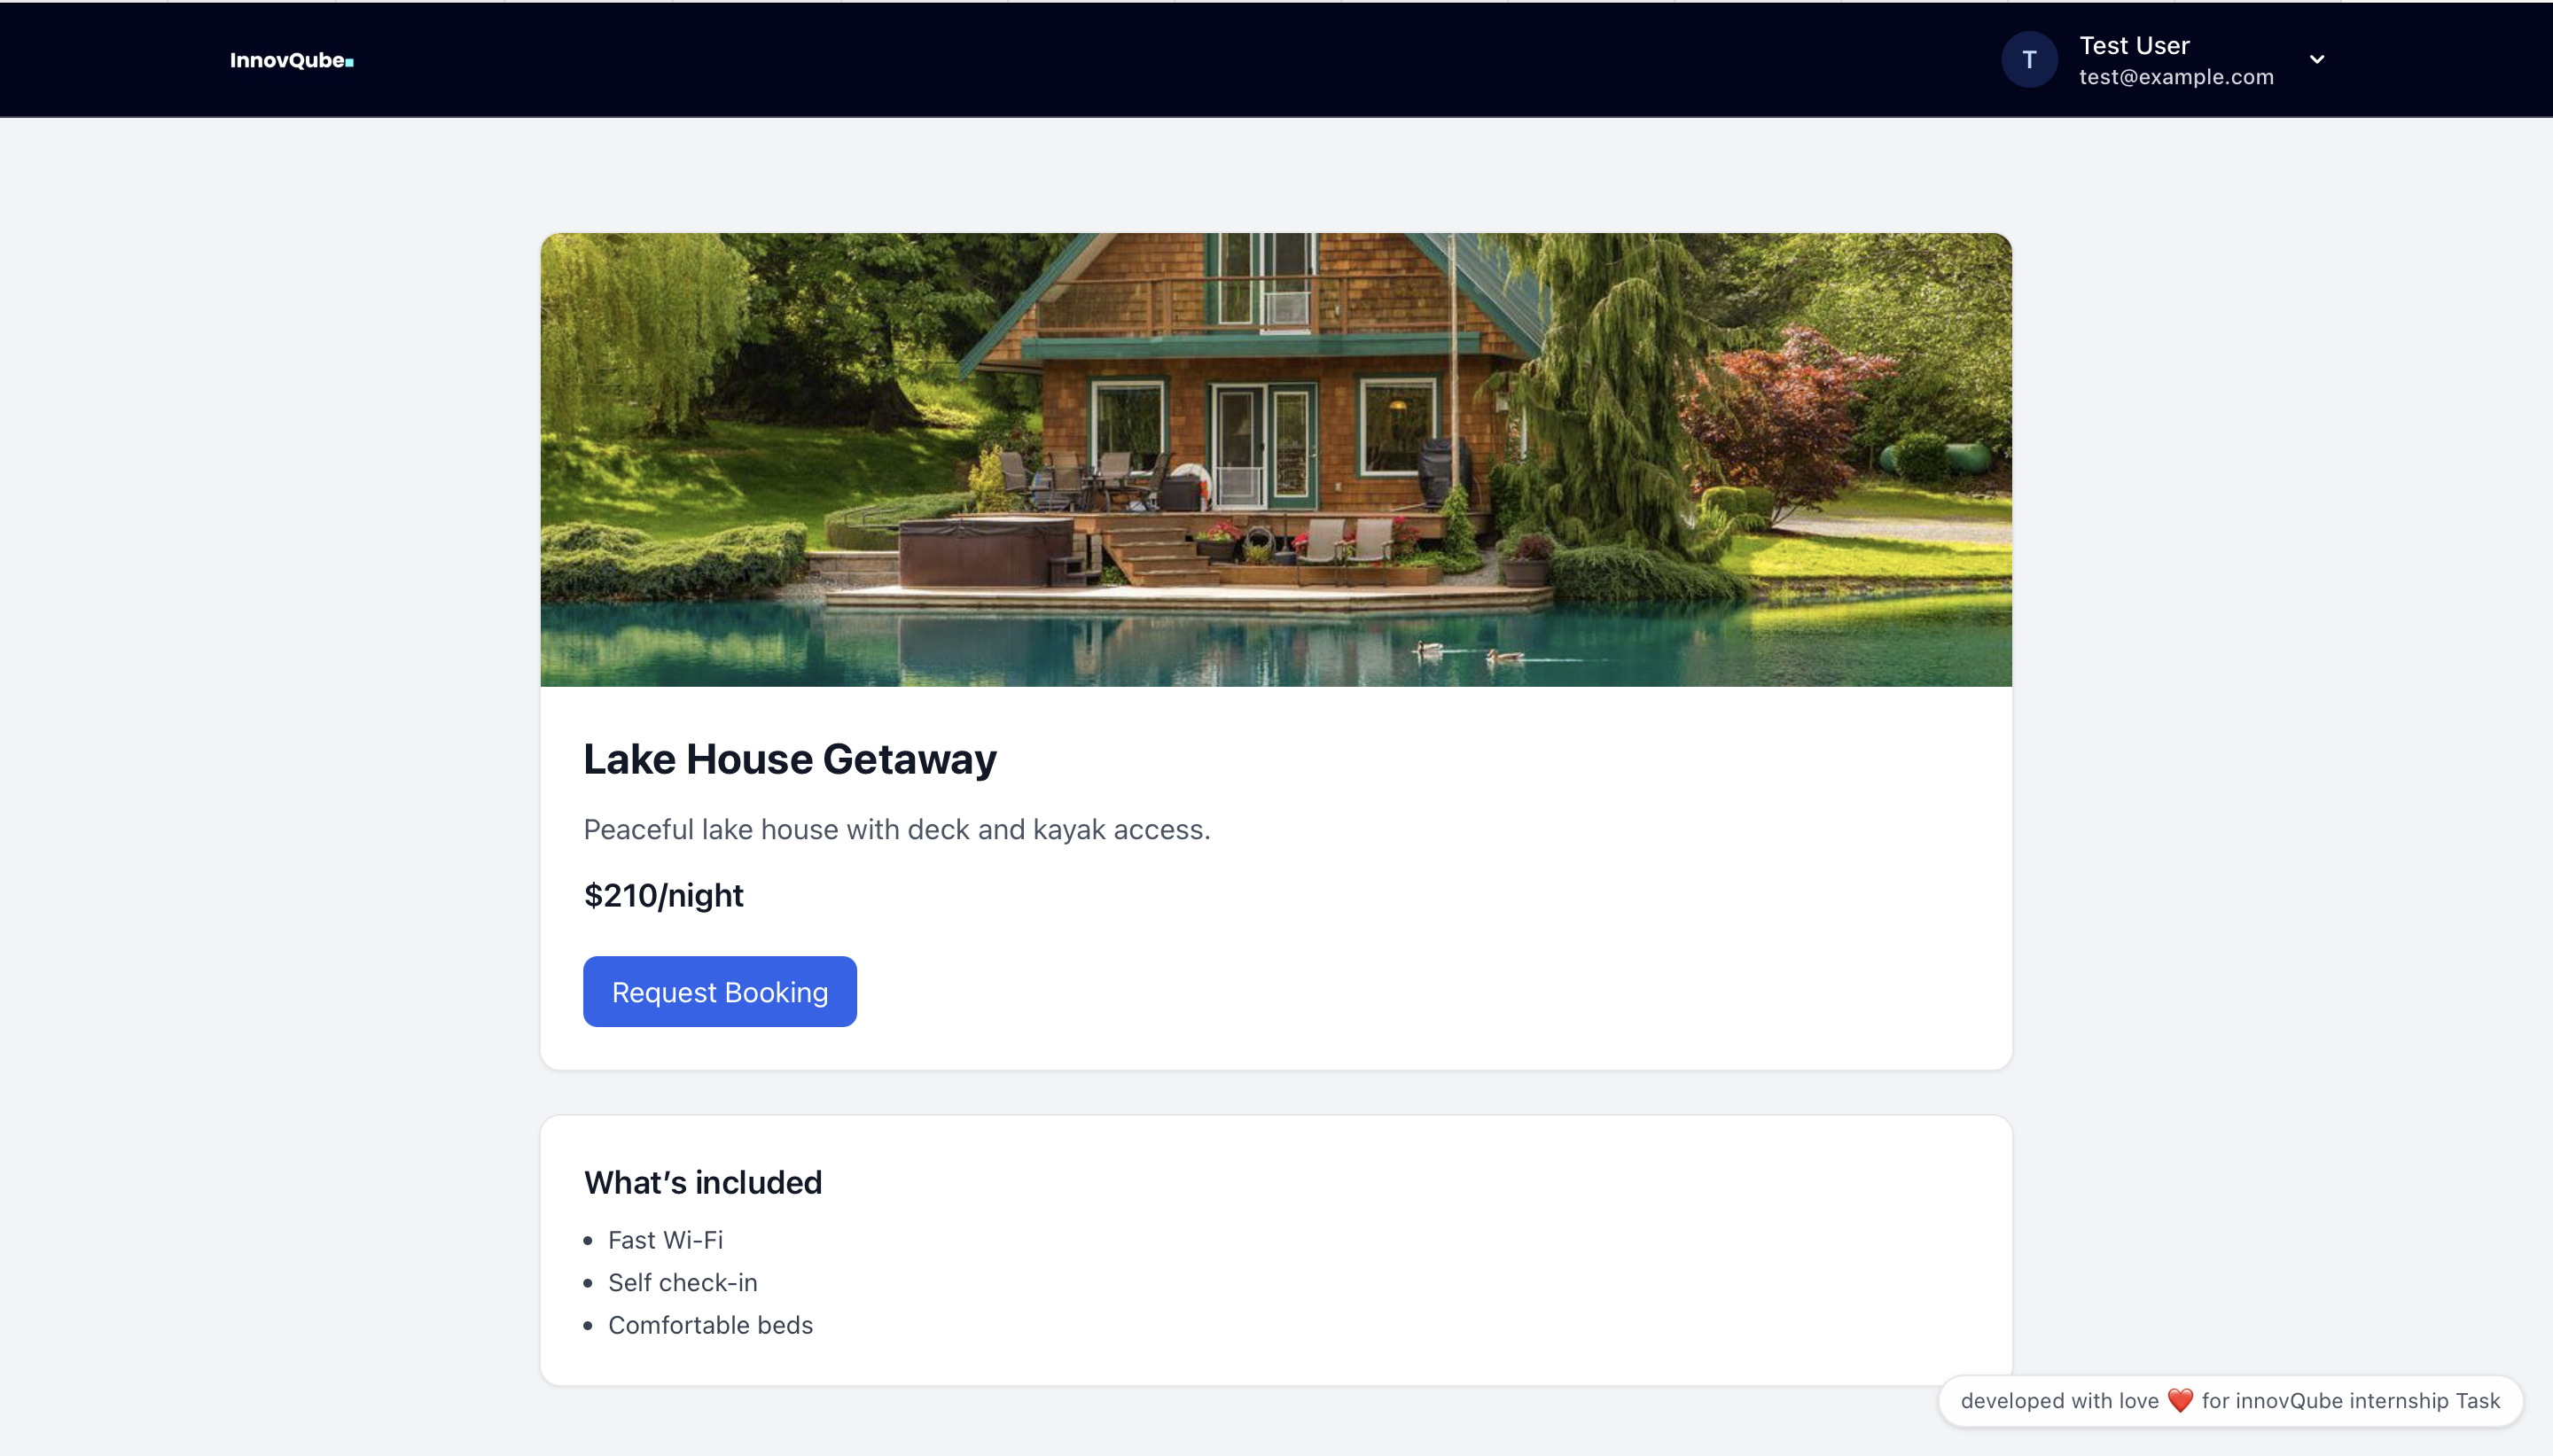 InnovQube
T
Test User
test@example.com
Lake House Getaway
Peaceful lake house with deck and kayak access.
$210/night
Request Booking
What’s included
• Fast Wi-Fi
• Self check-in
• Comfortable beds
developed with love ❤️ for innovQube internship Task